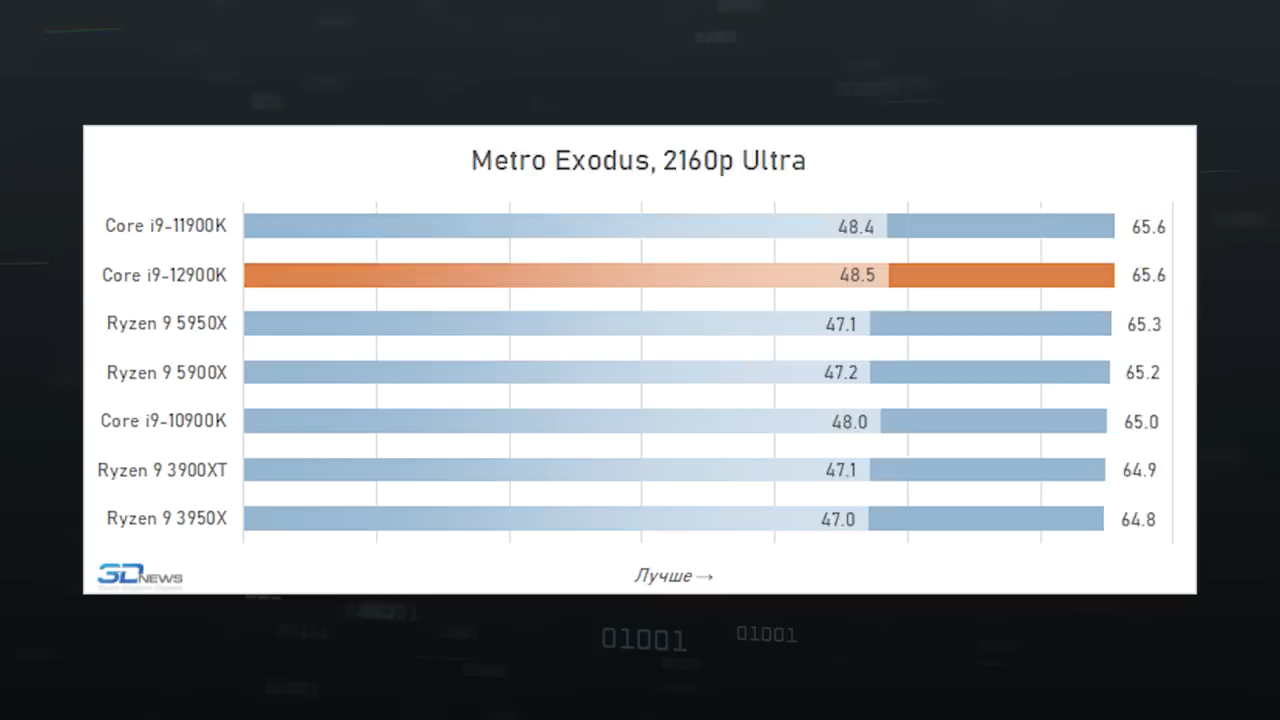 Metro Exodus, 2160p Ultra
Core i9-11900K 48.4 65.6
Core i9-12900K 48.5 65.6
Ryzen 9 5950X 47.1 65.3
Ryzen 9 5900X 47.2 65.2
Core i9-10900K 48.0 65.0
Ryzen 9 3900XT 47.1 64.9
Ryzen 9 3950X 47.0 64.8
3DNEWS
Лучше →
01001 01001